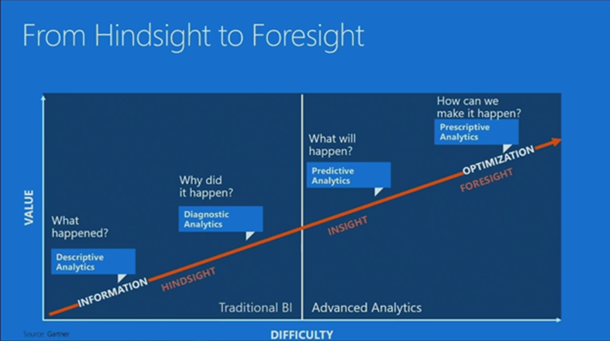 From Hindsight to Foresight
How can we
make it happen?
Prescriptive
Analytics
What will
happen?
Predictive
Analytics
Why did
it happen?
Diagnostic
Analytics
What
happened?
Descriptive
Analytics
OPTIMIZATION
FORESIGHT
INSIGHT
INFORMATION
HINDSIGHT
VALUE
Traditional BI
Advanced Analytics
DIFFICULTY
Source: Gartner